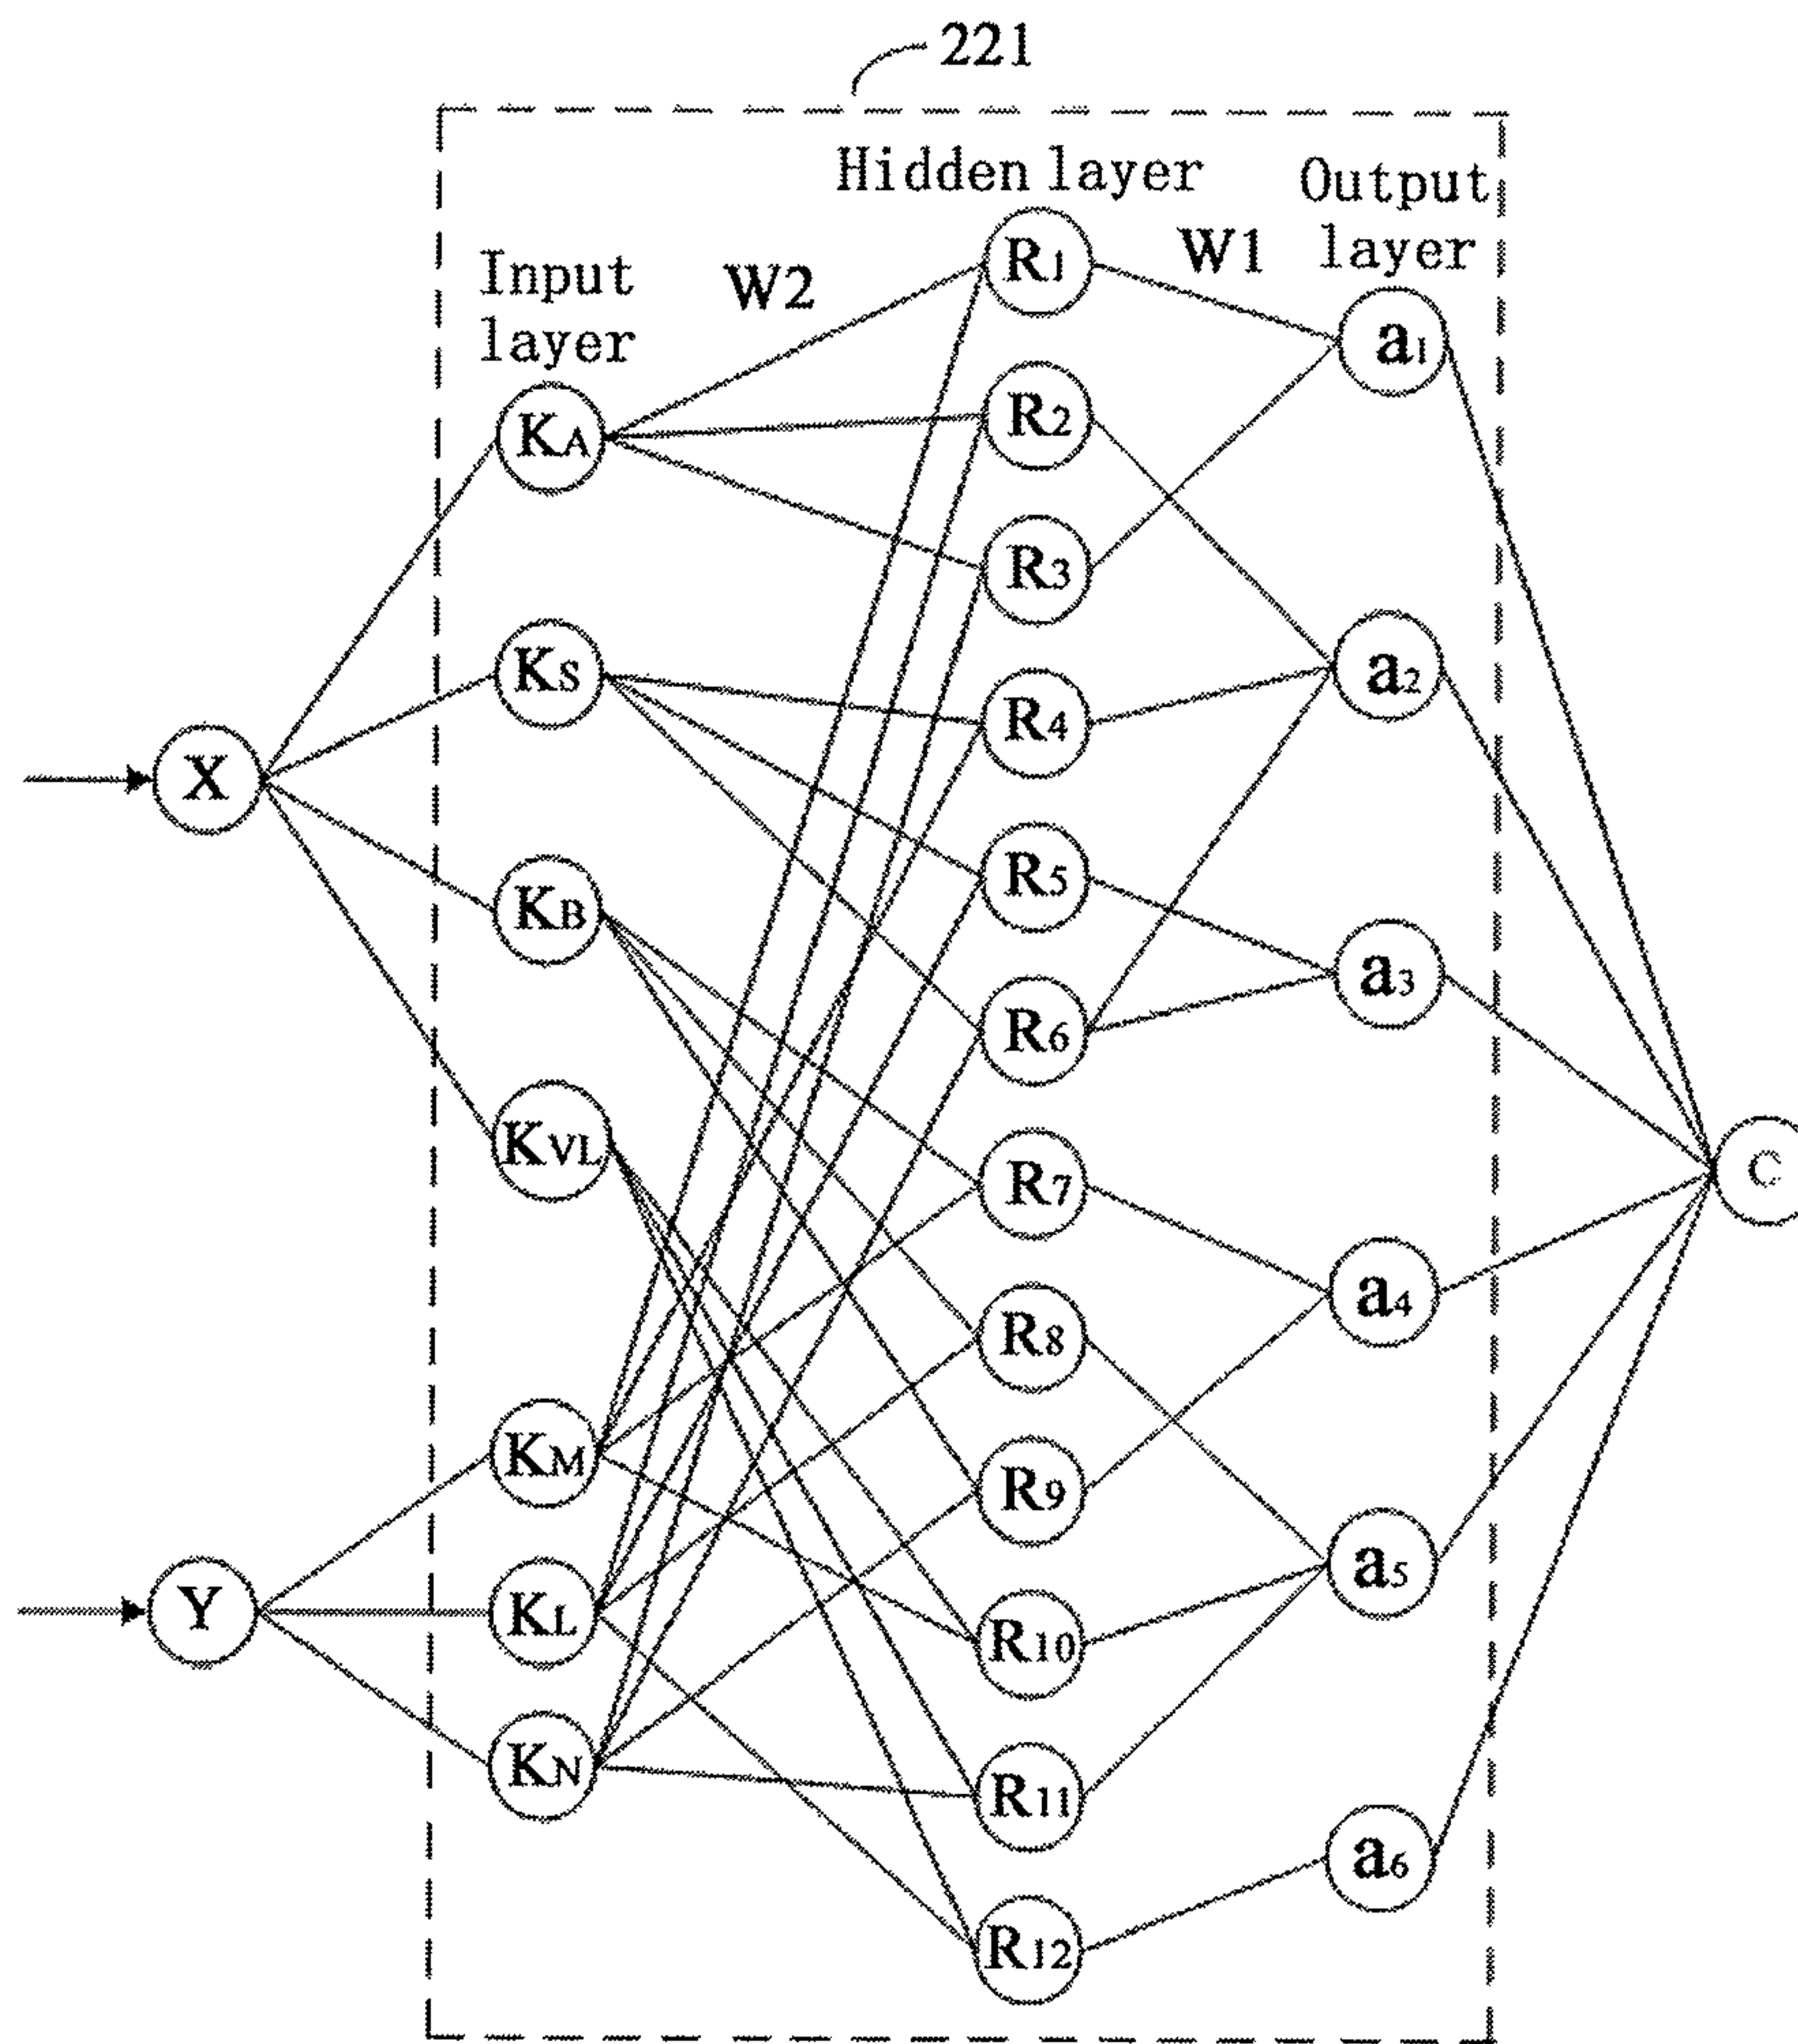 221
Hidden layer
Output
layer
Input
layer
W2
W1
R1
a1
KA
R2
R3
KS
R4
a2
X
KB
R5
a3
R6
KVL
R7
C
R8
a4
KM
R9
Y
KL
R10
a5
KN
R11
a6
R12